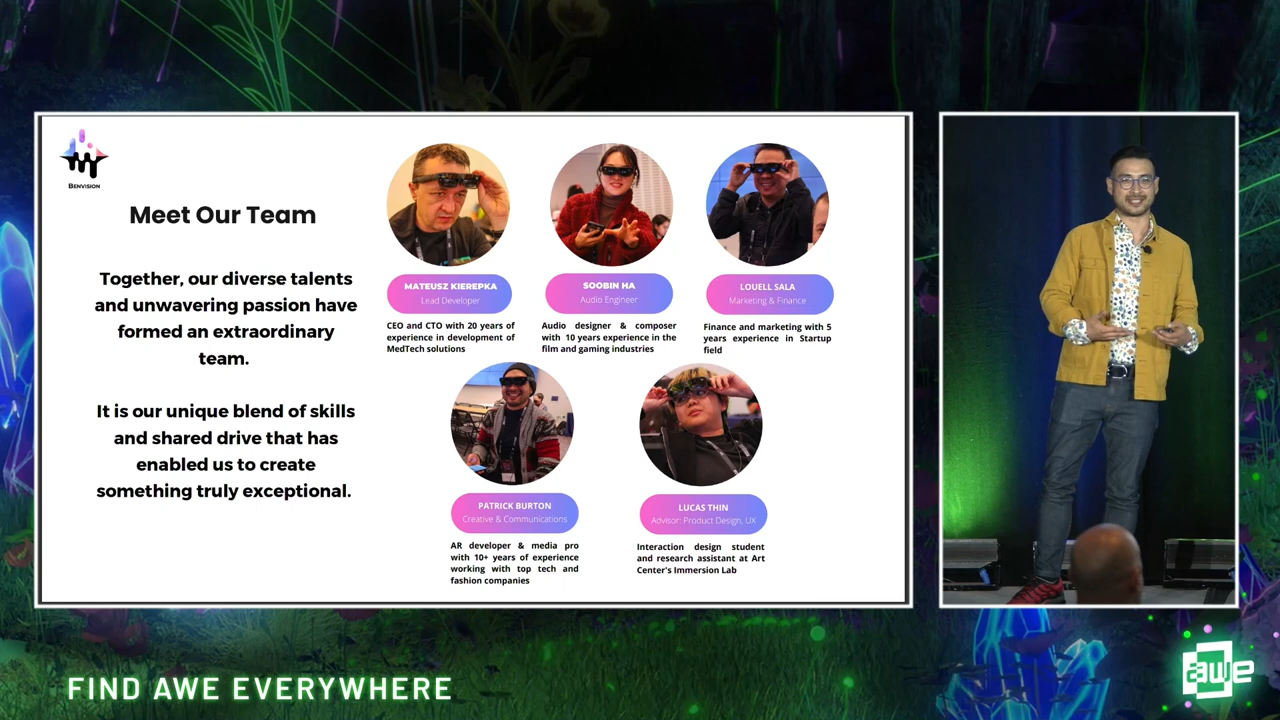 BENVISION
Meet Our Team
Together, our diverse talents
and unwavering passion have
formed an extraordinary
team.
It is our unique blend of skills
and shared drive that has
enabled us to create
something truly exceptional.
MATEUSZ KIEREPKA
Lead Developer
CEO and CTO with 20 years of
experience in development of
MedTech solutions
SOOBIN HA
Audio Engineer
Audio designer & composer
with 10 years experience in the
film and gaming industries
LOUELL SALA
Marketing & Finance
Finance and marketing with 5
years experience in Startup
field
PATRICK BURTON
Creative & Communications
AR developer & media pro
with 10+ years of experience
working with top tech and
fashion companies
LUCAS THIN
Advisor: Product Design, UX
Interaction design student
and research assistant at Art
Center's Immersion Lab
FIND AWE EVERYWHERE
awe